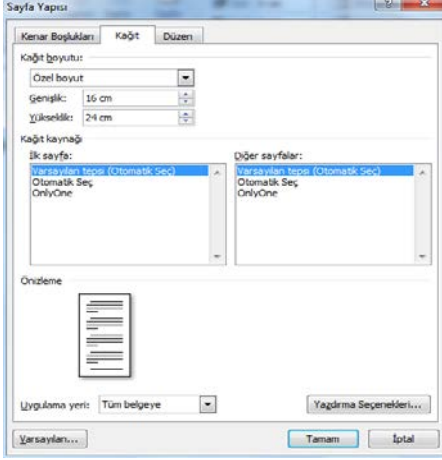 Sayfa Yapısı
Kenar Boşlukları Kağıt Düzen
Kağıt boyutu:
Özel boyut
Genişlik: 16 cm
Yükseklik: 24 cm
Kağıt kaynağı
İlk sayfa: Diğer sayfalar:
Varsayılan tepsi (Otomatik Seç) Varsayılan tepsi (Otomatik Seç)
Otomatik Seç Otomatik Seç
OnlyOne OnlyOne
Önizleme
Uygulama yeri: Tüm belgeye Yazdırma Seçenekleri...
Varsayılan... Tamam İptal